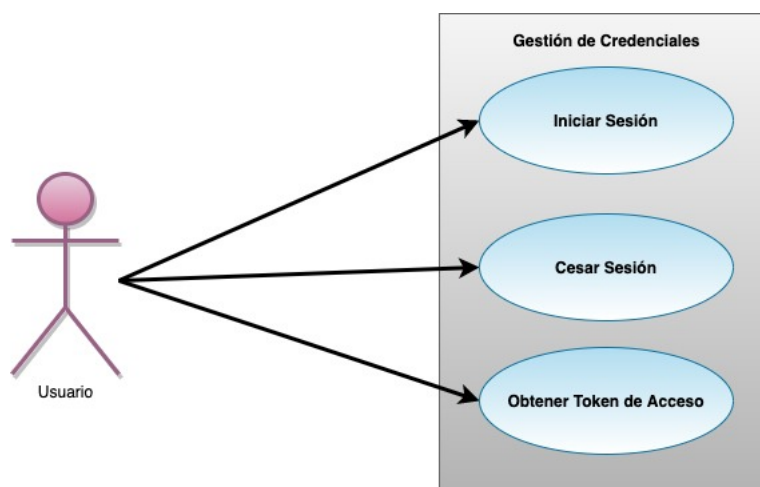 Gestión de Credenciales
Iniciar Sesión
Cesar Sesión
Obtener Token de Acceso
Usuario